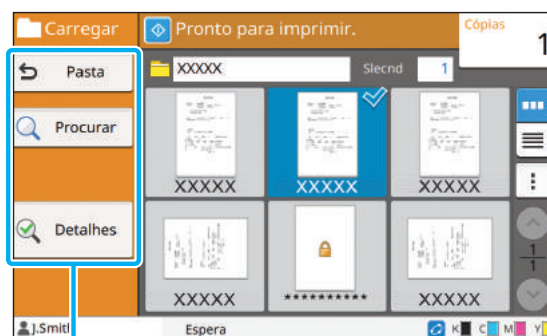 Carregar
Pronto para imprimir.
Cópias
1
Pasta
XXXXX
Slecnd
1
Procurar
XXXXX
XXXXX
XXXXX
Detalhes
XXXXX
**********
XXXXX
1
1
J.Smith
Espera
K C M Y